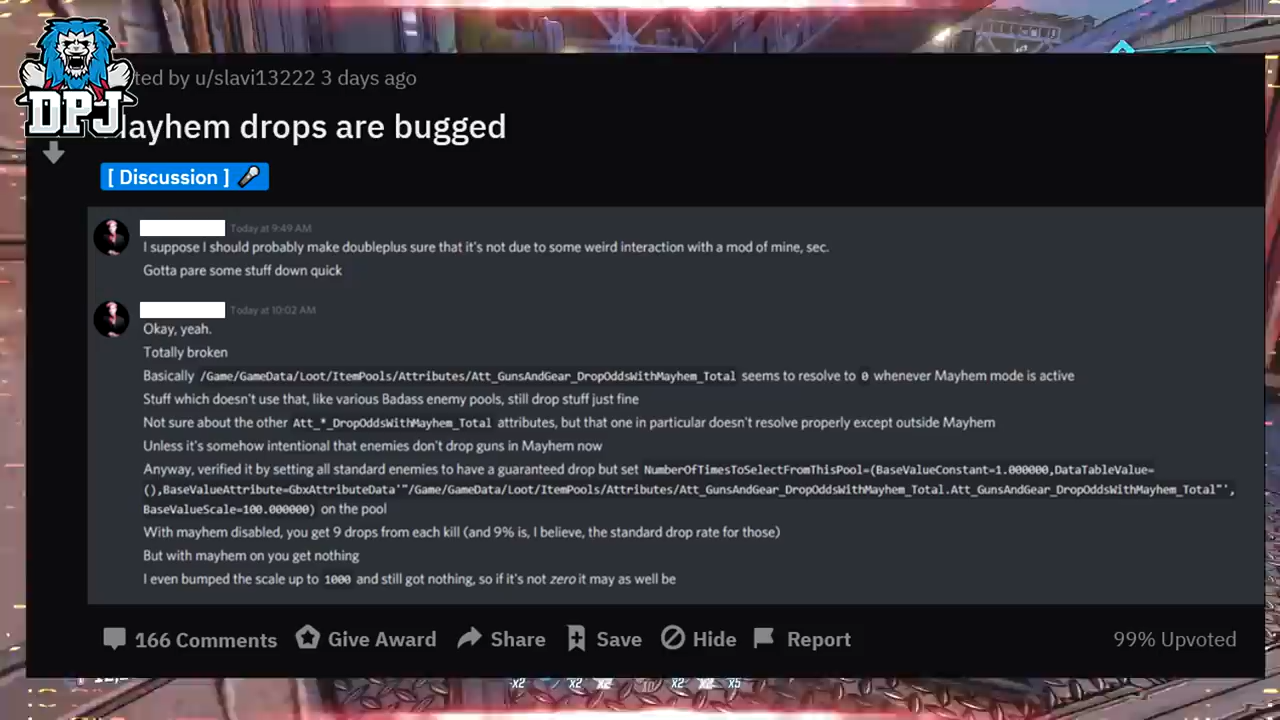 DPJ
ted by u/slavi13222 3 days ago
ayhem drops are bugged
[ Discussion ]
Today at 9:49 AM
I suppose I should probably make doubleplus sure that it's not due to some weird interaction with a mod of mine, sec.
Gotta pare some stuff down quick
Today at 10:02 AM
Okay, yeah.
Totally broken
Basically /Game/GameData/Loot/ItemPools/Attributes/Att_GunsAndGear_DropOddsWithMayhem_Total seems to resolve to 0 whenever Mayhem mode is active
Stuff which doesn't use that, like various Badass enemy pools, still drop stuff just fine
Not sure about the other Att_*_DropOddsWithMayhem_Total attributes, but that one in particular doesn't resolve properly except outside Mayhem
Unless it's somehow intentional that enemies don't drop guns in Mayhem now
Anyway, verified it by setting all standard enemies to have a guaranteed drop but set NumberOfTimesToSelectFromThisPool=(BaseValueConstant=1.000000,DataTableValue=
(),BaseValueAttribute=GbxAttributeData'"/Game/GameData/Loot/ItemPools/Attributes/Att_GunsAndGear_DropOddsWithMayhem_Total.Att_GunsAndGear_DropOddsWithMayhem_Total"',
BaseValueScale=100.000000) on the pool
With mayhem disabled, you get 9 drops from each kill (and 9% is, I believe, the standard drop rate for those)
But with mayhem on you get nothing
I even bumped the scale up to 1000 and still got nothing, so if it's not zero it may as well be
166 Comments Give Award Share Save Hide Report 99% Upvoted
x2 x2 x2 x2 x2 x5